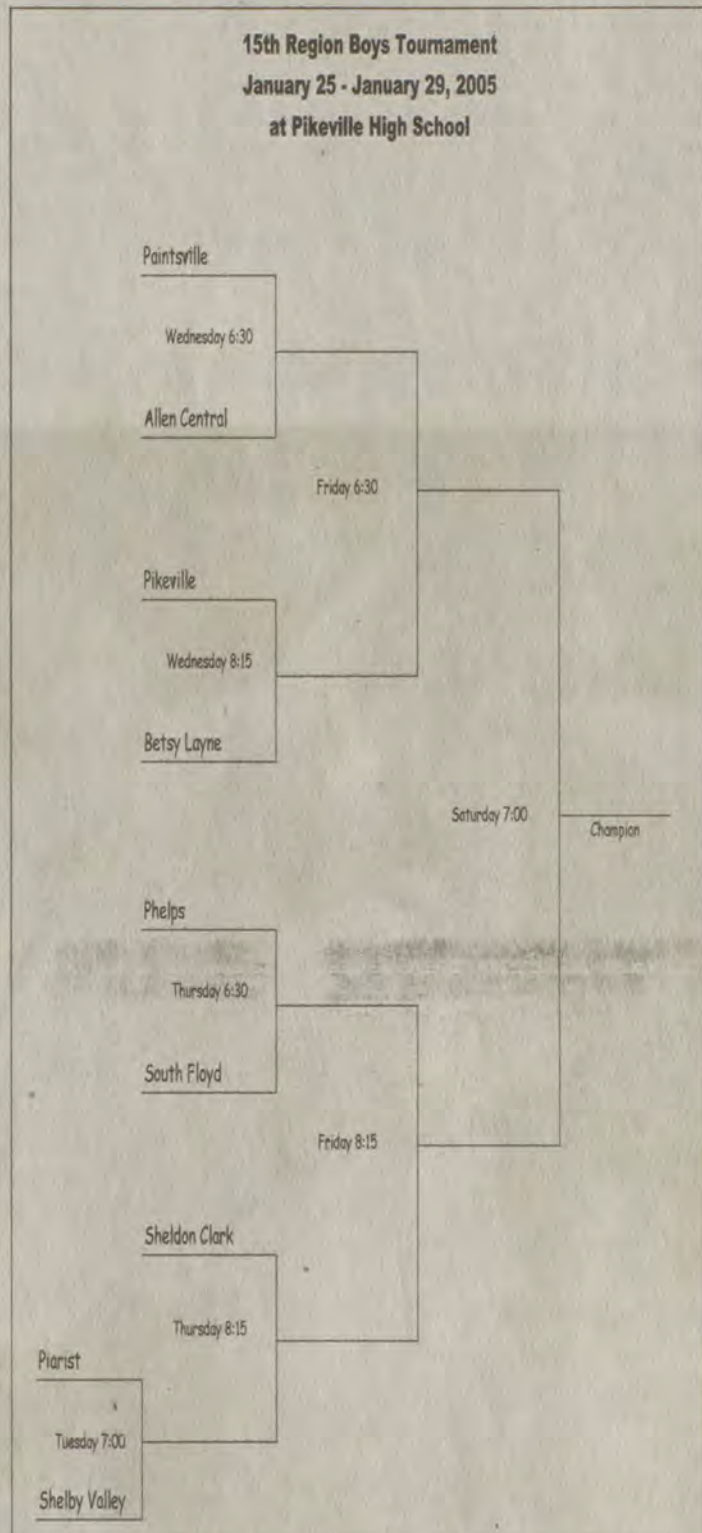 15th Region Boys Tournament
January 25 - January 29, 2005
at Pikeville High School
Paintsville
Wednesday 6:30
Allen Central
Friday 6:30
Pikeville
Wednesday 8:15
Betsy Layne
Saturday 7:00
Champion
Phelps
Thursday 6:30
South Floyd
Friday 8:15
Sheldon Clark
Thursday 8:15
Piarist
Tuesday 7:00
Shelby Valley